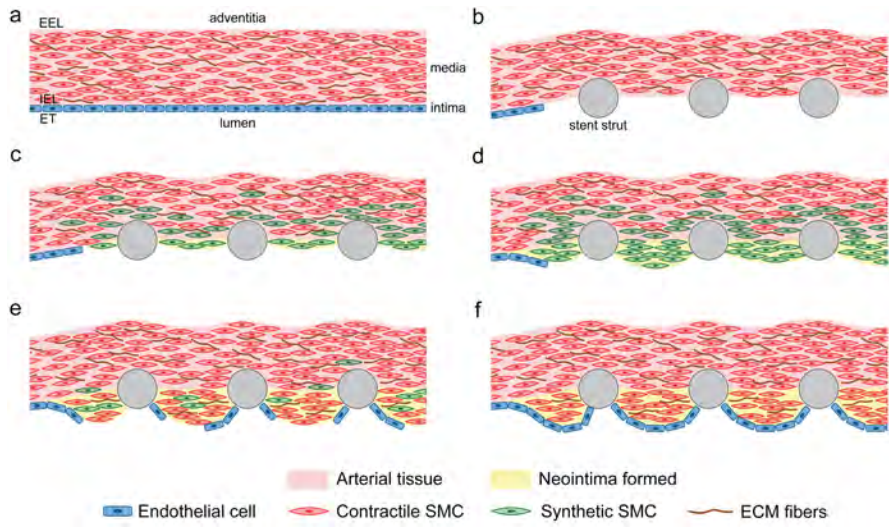 a
EEL
adventitia
media
IEL
intima
ET
lumen
b
stent strut
c
d
e
f
Arterial tissue
Neointima formed
Endothelial cell
Contractile SMC
Synthetic SMC
ECM fibers